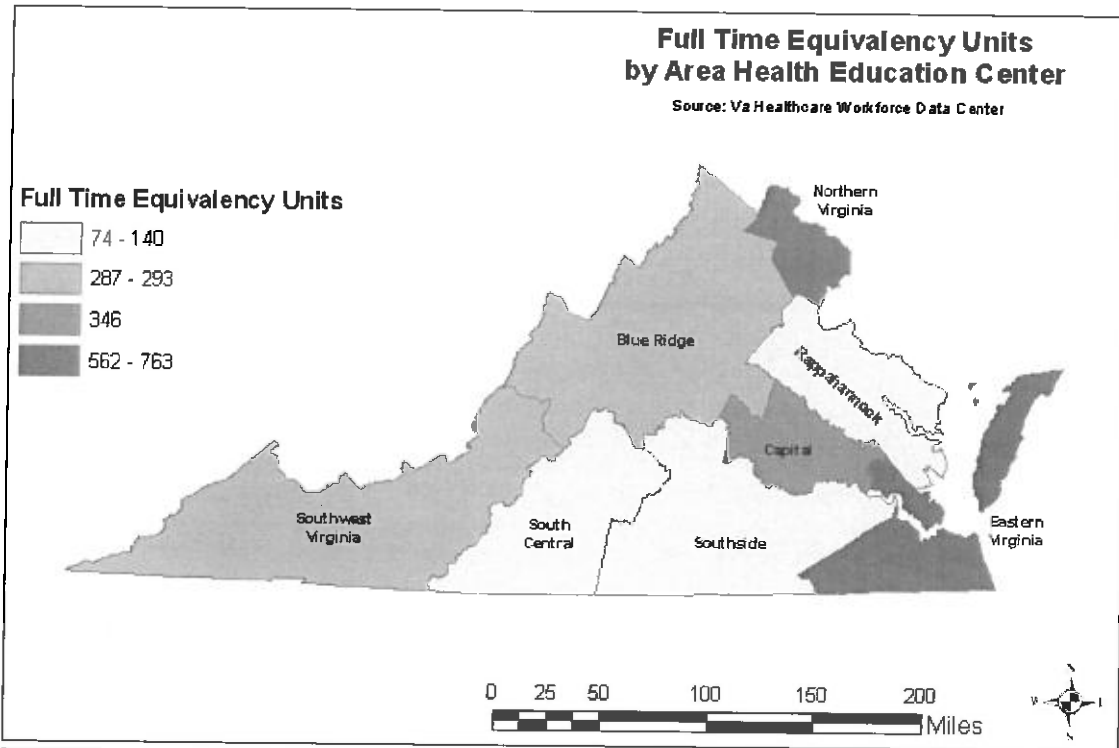 Full Time Equivalency Units
by Area Health Education Center
Source: Va Healthcare Workforce Data Center
Full Time Equivalency Units
74 - 140
287 - 293
346
562 - 763
Northern
Virginia
Blue Ridge
Rappahannock
Capital
Southwest
Virginia
South
Central
Southside
Eastern
Virginia
0 25 50 100 150 200
Miles
N
W
S